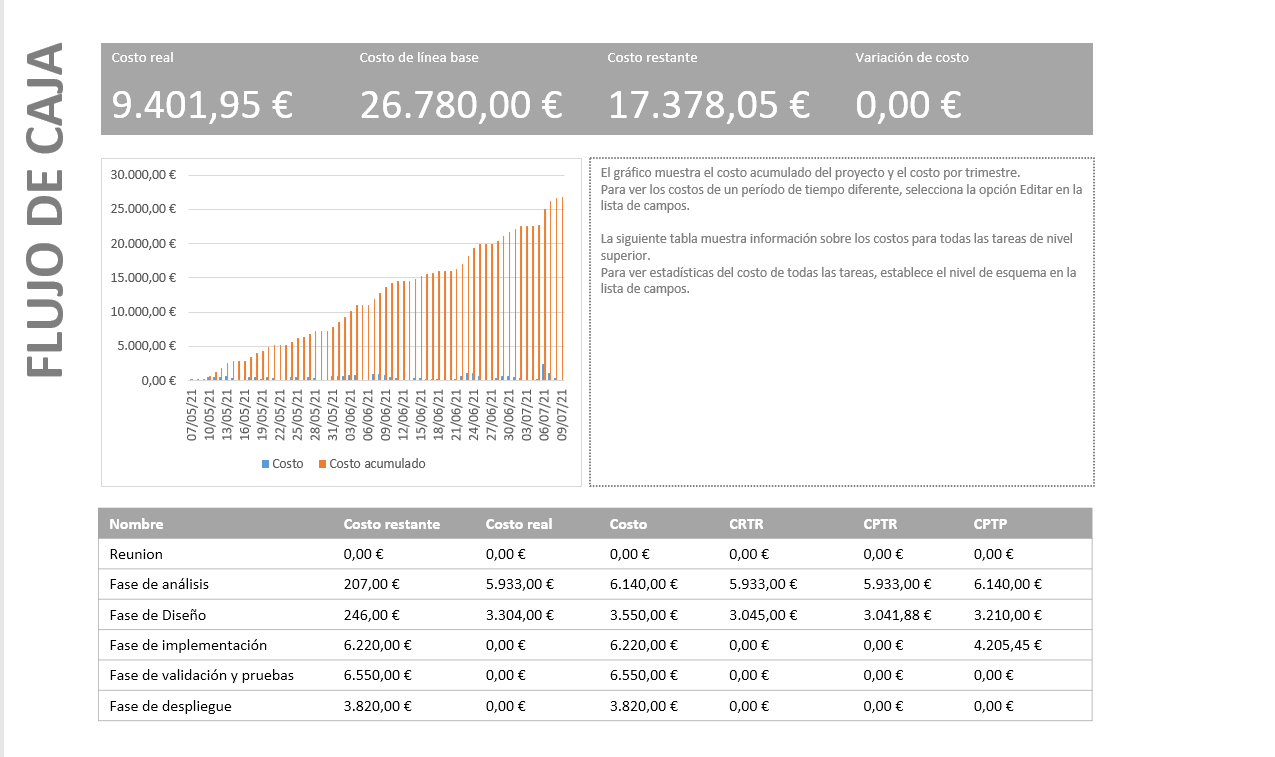 FLUJO DE CAJA
Costo real Costo de línea base Costo restante Variación de costo
9.401,95 € 26.780,00 € 17.378,05 € 0,00 €
30.000,00 €
25.000,00 €
20.000,00 €
15.000,00 €
10.000,00 €
5.000,00 €
0,00 €
07/05/21 10/05/21 13/05/21 16/05/21 19/05/21 22/05/21 25/05/21 28/05/21 31/05/21 03/06/21 06/06/21 09/06/21 12/06/21 15/06/21 18/06/21 21/06/21 24/06/21 27/06/21 30/06/21 03/07/21 06/07/21 09/07/21
Costo Costo acumulado
El gráfico muestra el costo acumulado del proyecto y el costo por trimestre.
Para ver los costos de un período de tiempo diferente, selecciona la opción Editar en la
lista de campos.
La siguiente tabla muestra información sobre los costos para todas las tareas de nivel
superior.
Para ver estadísticas del costo de todas las tareas, establece el nivel de esquema en la
lista de campos.
Nombre Costo restante Costo real Costo CRTR CPTR CPTP
Reunion 0,00 € 0,00 € 0,00 € 0,00 € 0,00 € 0,00 €
Fase de análisis 207,00 € 5.933,00 € 6.140,00 € 5.933,00 € 5.933,00 € 6.140,00 €
Fase de Diseño 246,00 € 3.304,00 € 3.550,00 € 3.045,00 € 3.041,88 € 3.210,00 €
Fase de implementación 6.220,00 € 0,00 € 6.220,00 € 0,00 € 0,00 € 4.205,45 €
Fase de validación y pruebas 6.550,00 € 0,00 € 6.550,00 € 0,00 € 0,00 € 0,00 €
Fase de despliegue 3.820,00 € 0,00 € 3.820,00 € 0,00 € 0,00 € 0,00 €